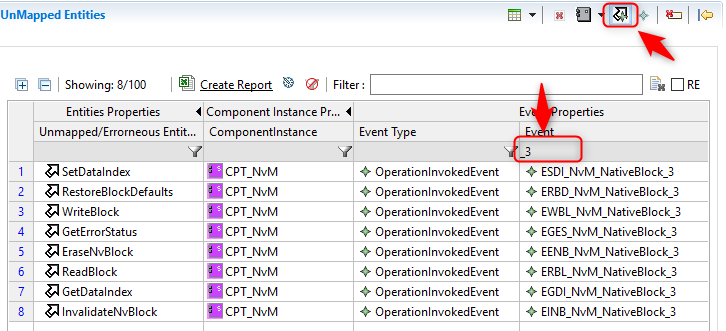 UnMapped Entities
Showing: 8/100 Create Report Filter : RE
Entities Properties Component Instance Pr... Event Properties
Unmapped/Errorneous Entit... ComponentInstance Event Type Event
_3
1 SetDataIndex CPT_NvM OperationInvokedEvent ESDI_NvM_NativeBlock_3
2 RestoreBlockDefaults CPT_NvM OperationInvokedEvent ERBD_NvM_NativeBlock_3
3 WriteBlock CPT_NvM OperationInvokedEvent EWBL_NvM_NativeBlock_3
4 GetErrorStatus CPT_NvM OperationInvokedEvent EGES_NvM_NativeBlock_3
5 EraseNvBlock CPT_NvM OperationInvokedEvent EENB_NvM_NativeBlock_3
6 ReadBlock CPT_NvM OperationInvokedEvent ERBL_NvM_NativeBlock_3
7 GetDataIndex CPT_NvM OperationInvokedEvent EGDI_NvM_NativeBlock_3
8 InvalidateNvBlock CPT_NvM OperationInvokedEvent EINB_NvM_NativeBlock_3